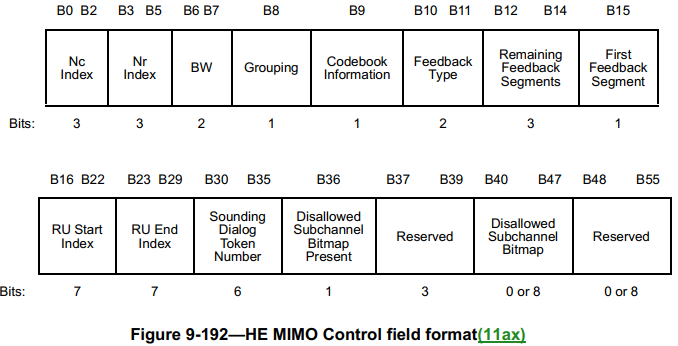 B0 B2 B3 B5 B6 B7 B8 B9 B10 B11 B12 B14 B15
Nc Index
Nr Index
BW
Grouping
Codebook Information
Feedback Type
Remaining Feedback Segments
First Feedback Segment
Bits: 3 3 2 1 1 2 3 1
B16 B22 B23 B29 B30 B35 B36 B37 B39 B40 B47 B48 B55
RU Start Index
RU End Index
Sounding Dialog Token Number
Disallowed Subchannel Bitmap Present
Reserved
Disallowed Subchannel Bitmap
Reserved
Bits: 7 7 6 1 3 0 or 8 0 or 8
Figure 9-192—HE MIMO Control field format(11ax)